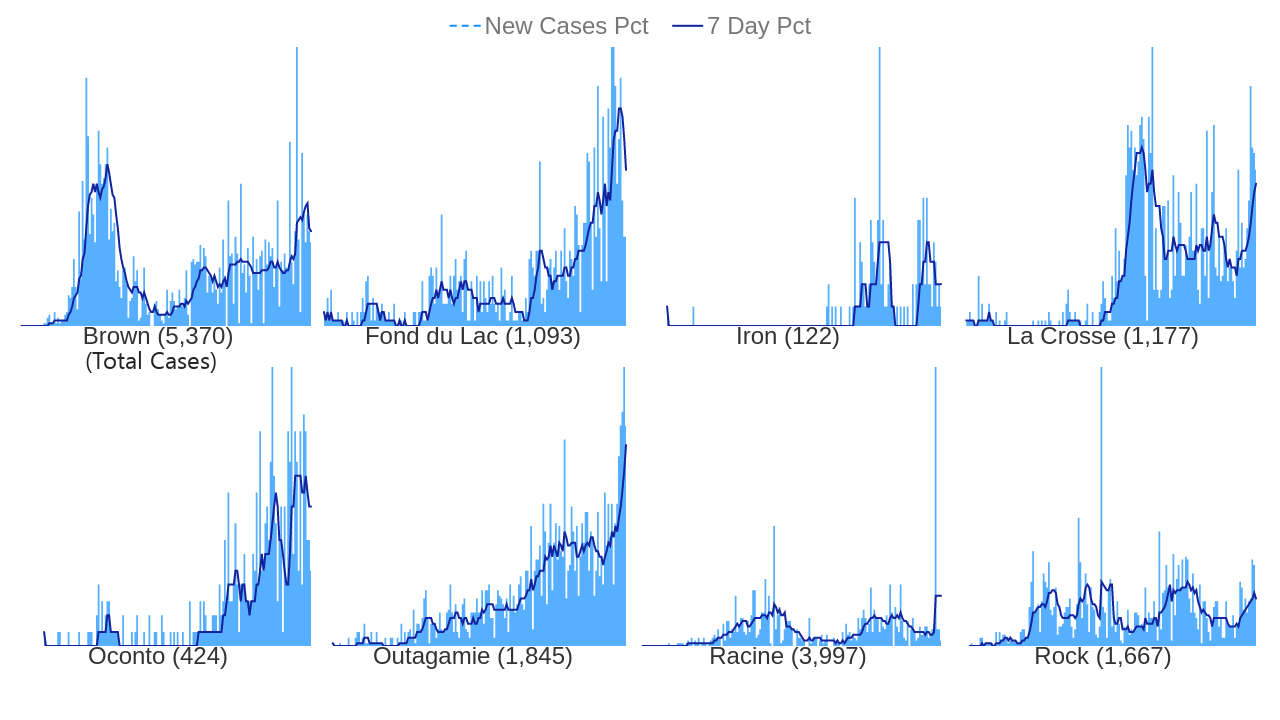 New Cases Pct 7 Day Pct
Brown (5,370) Fond du Lac (1,093) Iron (122) La Crosse (1,177)
(Total Cases)
Oconto (424) Outagamie (1,845) Racine (3,997) Rock (1,667)